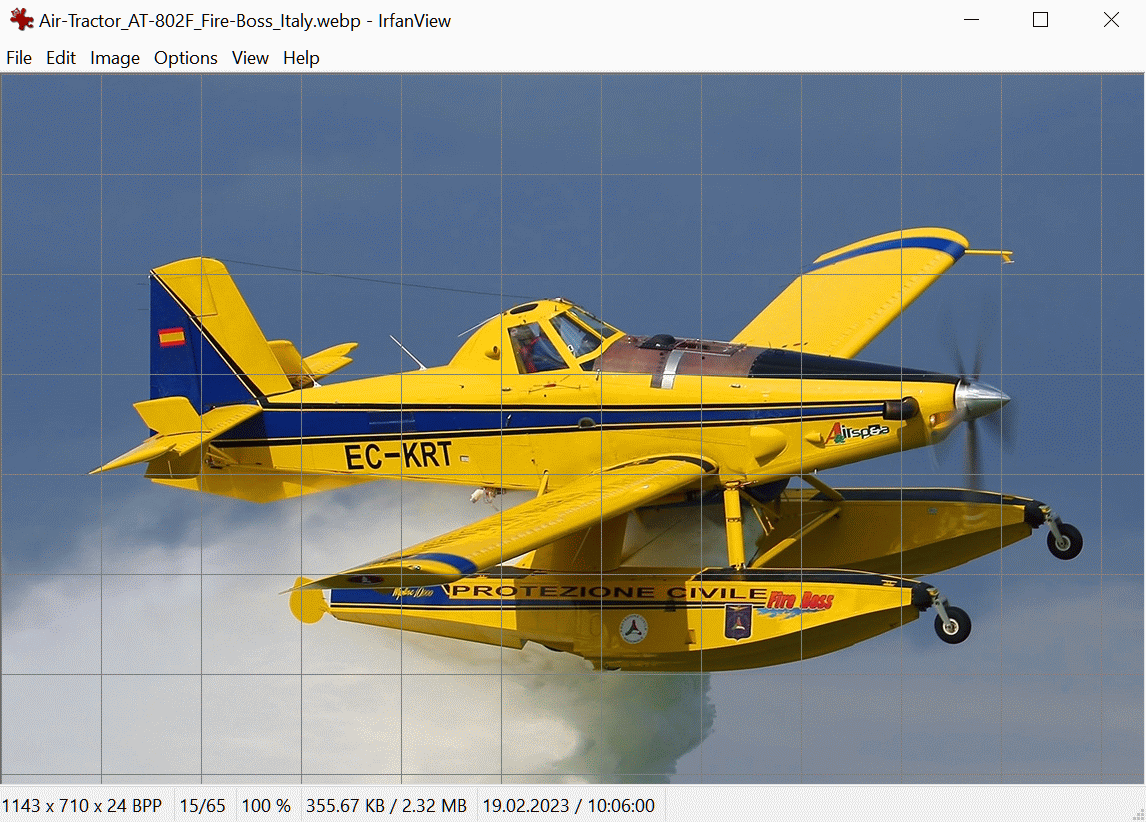 Air-Tractor_AT-802F_Fire-Boss_Italy.webp - IrfanView
File Edit Image Options View Help
EC-KRT
Airspea
PROTEZIONE CIVILE
Fire Boss
1143 x 710 x 24 BPP 15/65 100 % 355.67 KB / 2.32 MB 19.02.2023 / 10:06:00